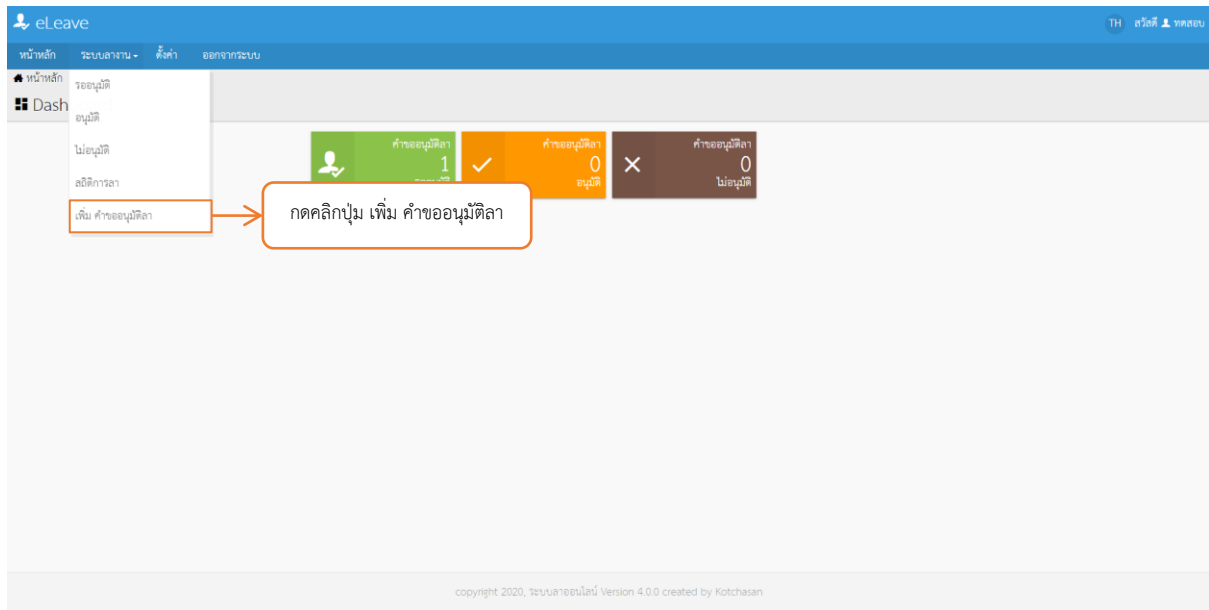 eLeave
TH สวัสดี ทดสอบ
หน้าหลัก ระบบลางาน ตั้งค่า ออกจากระบบ
หน้าหลัก
Dash
รออนุมัติ
อนุมัติ
ไม่อนุมัติ
สถิติการลา
เพิ่ม คำขออนุมัติลา
คำขออนุมัติลา
1
คำขออนุมัติลา
0
อนุมัติ
คำขออนุมัติลา
0
ไม่อนุมัติ
กดคลิกปุ่ม เพิ่ม คำขออนุมัติลา
copyright 2020, ระบบลาออนไลน์ Version 4.0.0 created by Kotchasan